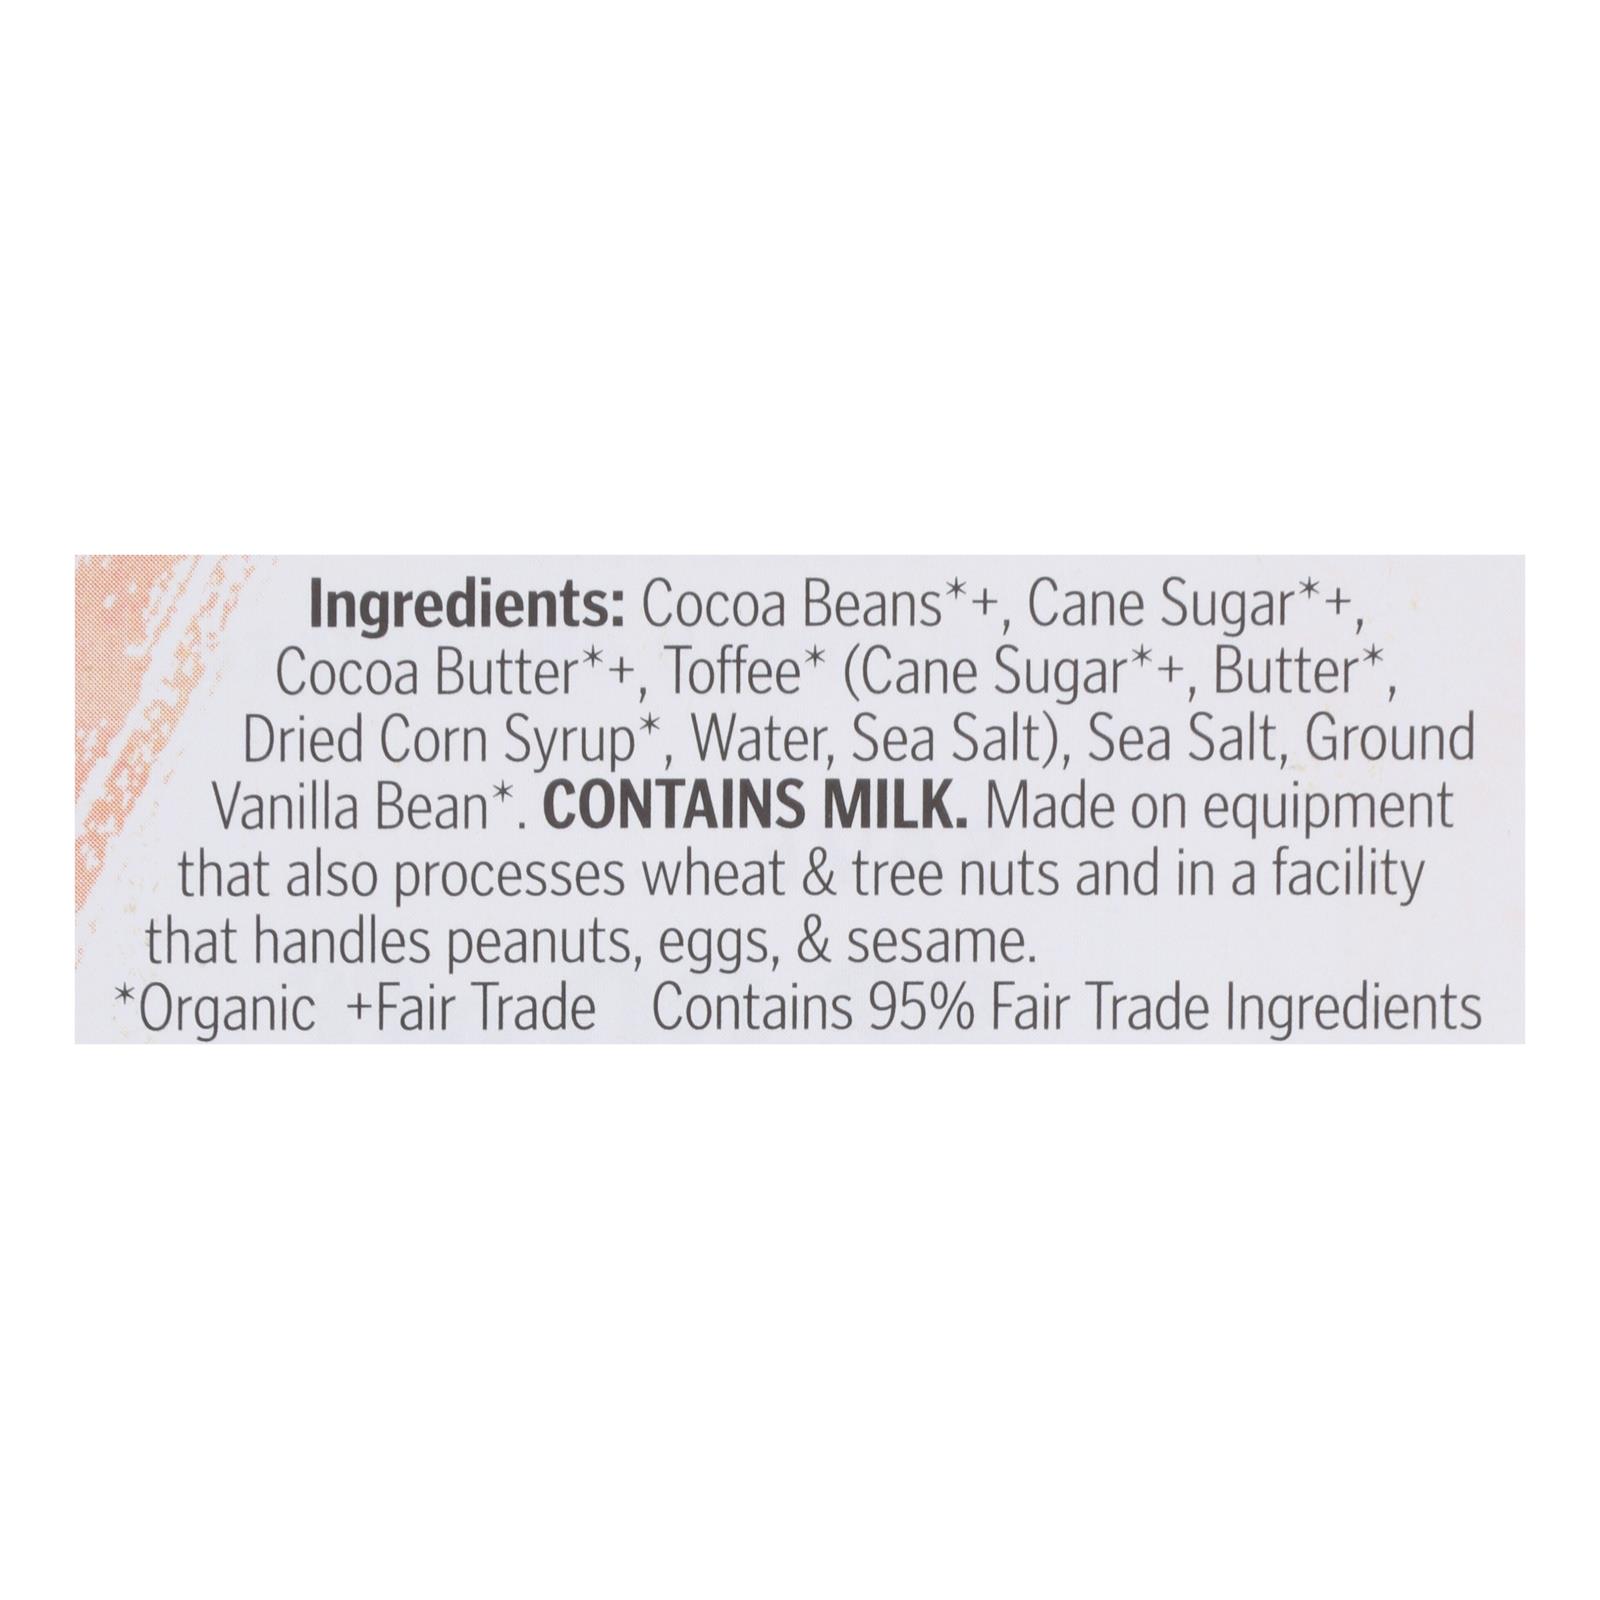 Ingredients: Cocoa Beans*+, Cane Sugar*+,
Cocoa Butter*+, Toffee* (Cane Sugar*+, Butter*,
Dried Corn Syrup*, Water, Sea Salt), Sea Salt, Ground
Vanilla Bean*. CONTAINS MILK. Made on equipment
that also processes wheat & tree nuts and in a facility
that handles peanuts, eggs, & sesame.
*Organic +Fair Trade Contains 95% Fair Trade Ingredients